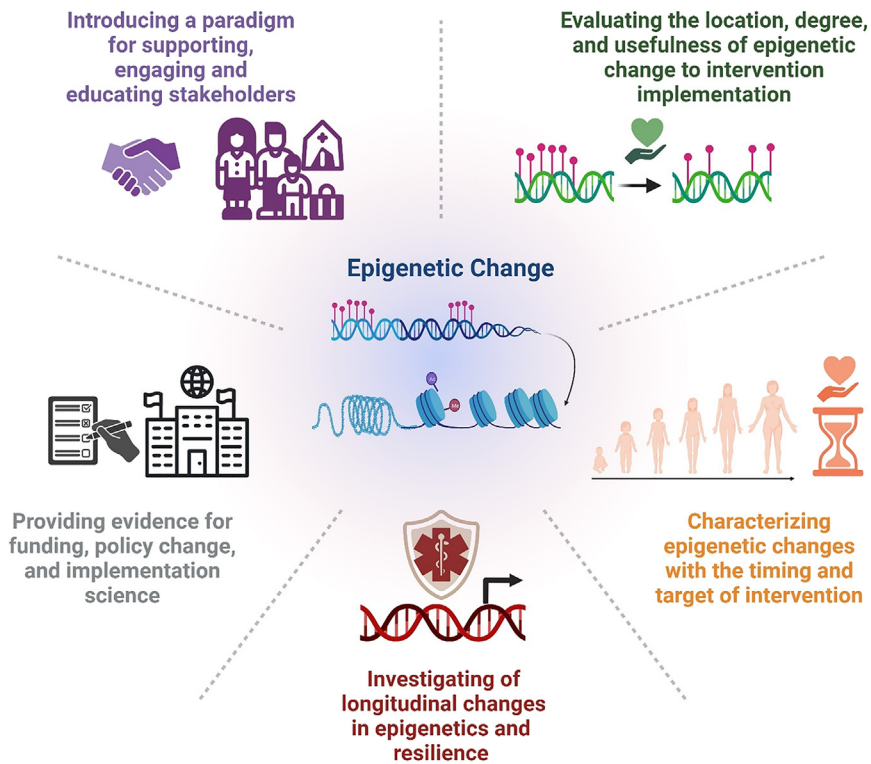 Introducing a paradigm
for supporting,
engaging and
educating stakeholders
Evaluating the location, degree,
and usefulness of epigenetic
change to intervention
implementation
Epigenetic Change
Ac
Me
Providing evidence for
funding, policy change,
and implementation
science
Characterizing
epigenetic changes
with the timing and
target of intervention
Investigating of
longitudinal changes
in epigenetics and
resilience